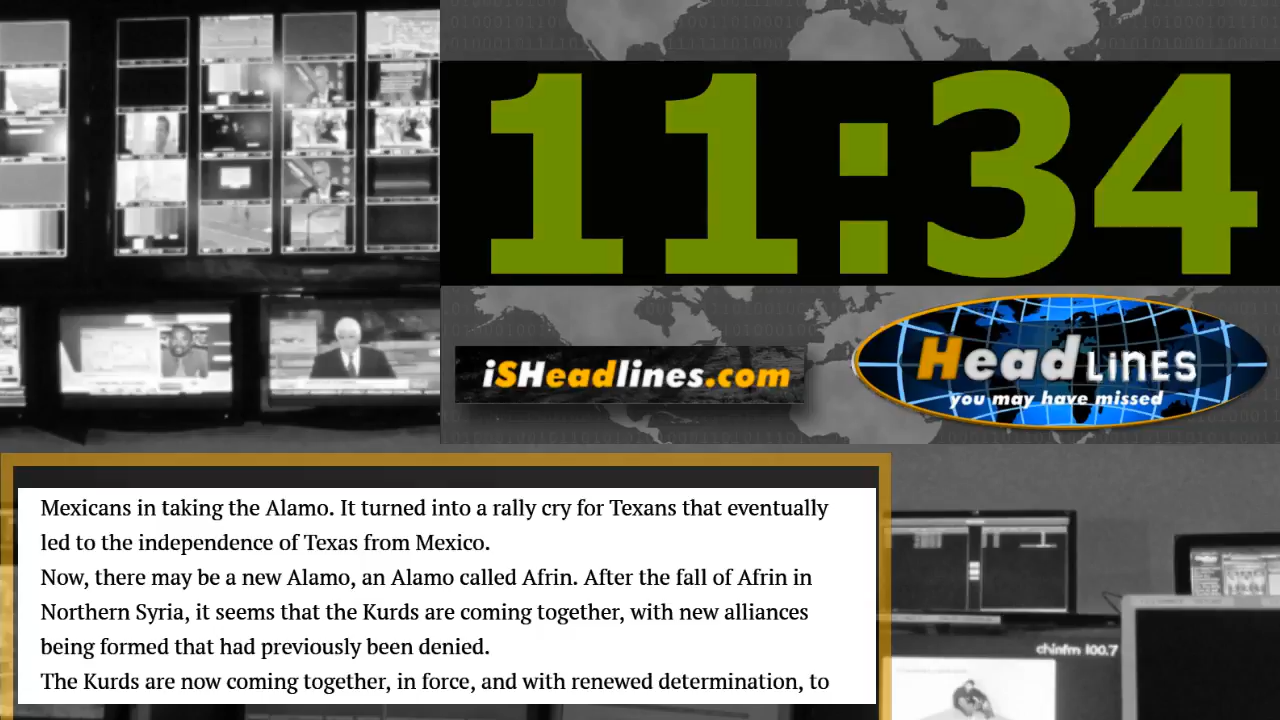 11:34
iSHeadlines.com
HeadLines
you may have missed
Mexicans in taking the Alamo. It turned into a rally cry for Texans that eventually
led to the independence of Texas from Mexico.
Now, there may be a new Alamo, an Alamo called Afrin. After the fall of Afrin in
Northern Syria, it seems that the Kurds are coming together, with new alliances
being formed that had previously been denied.
The Kurds are now coming together, in force, and with renewed determination, to
chinfm 100.7